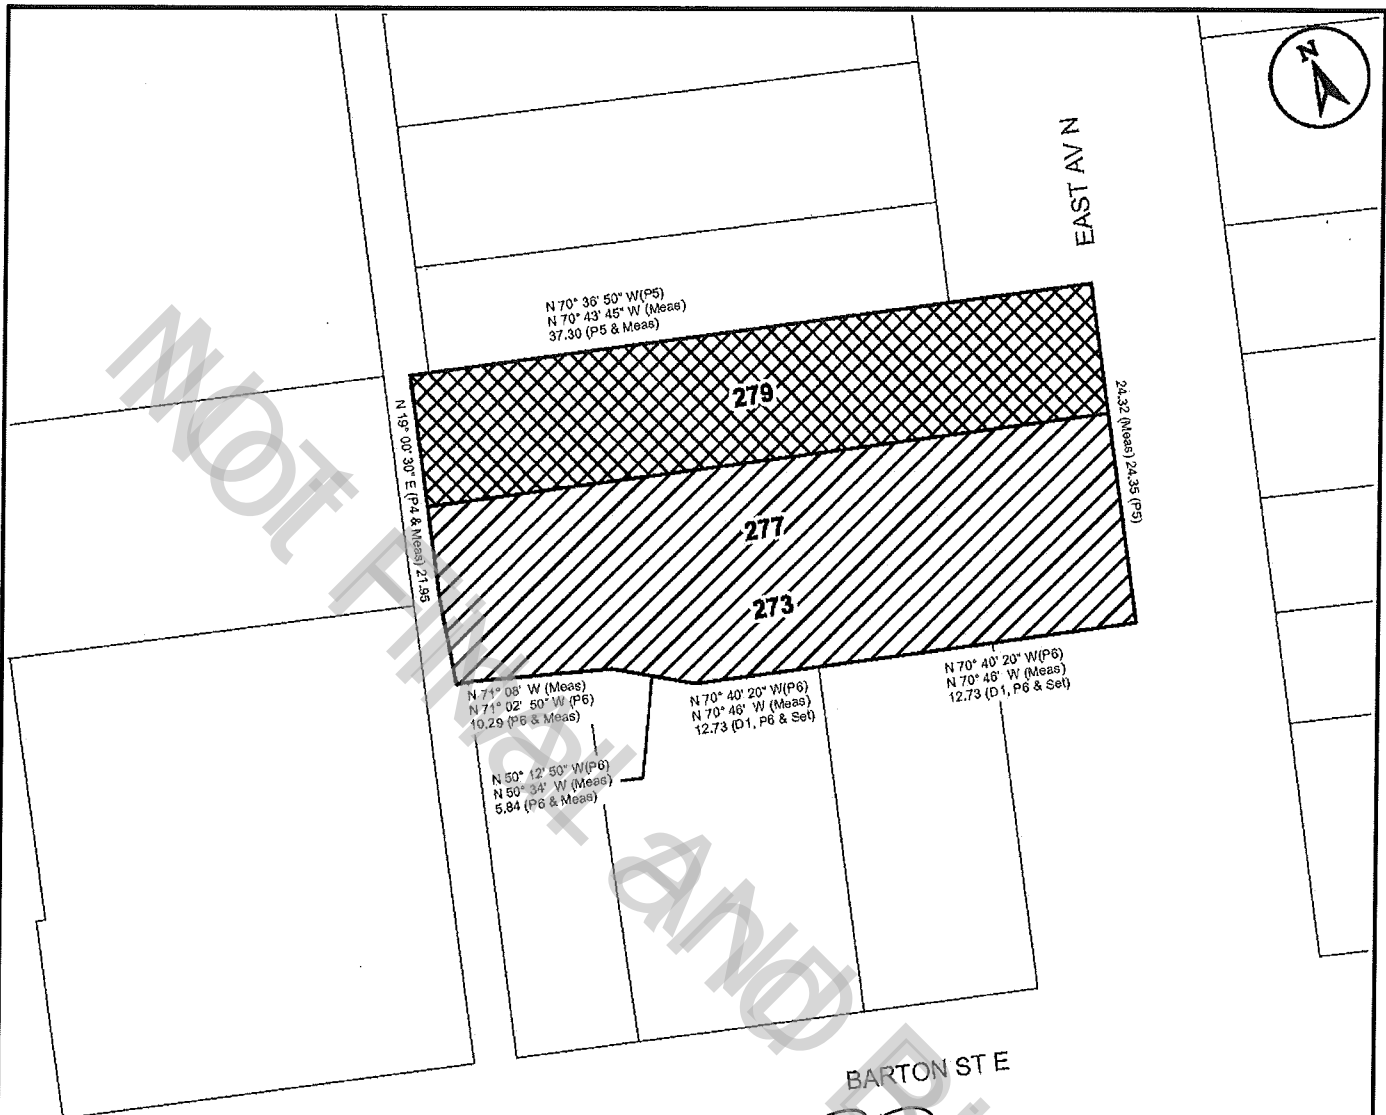 N
EAST AV N
N 70° 36' 50" W(P5)
N 70° 43' 45" W (Meas)
37.30 (P5 & Meas)
279
24.32 (Meas) 24.35 (P5)
N 19° 00' 30" E (P4 & Meas) 21.95
277
273
N 71° 08' W (Meas)
N 71° 02' 50" W (P6)
10.29 (P6 & Meas)
N 70° 40' 20" W(P6)
N 70° 46' W (Meas)
12.73 (D1, P6 & Set)
N 70° 40' 20" W(P6)
N 70° 46' W (Meas)
12.73 (D1, P6 & Set)
N 50° 12' 50" W(P6)
N 50° 34' W (Meas)
5.84 (P6 & Meas)
BARTON ST E
Not Final and